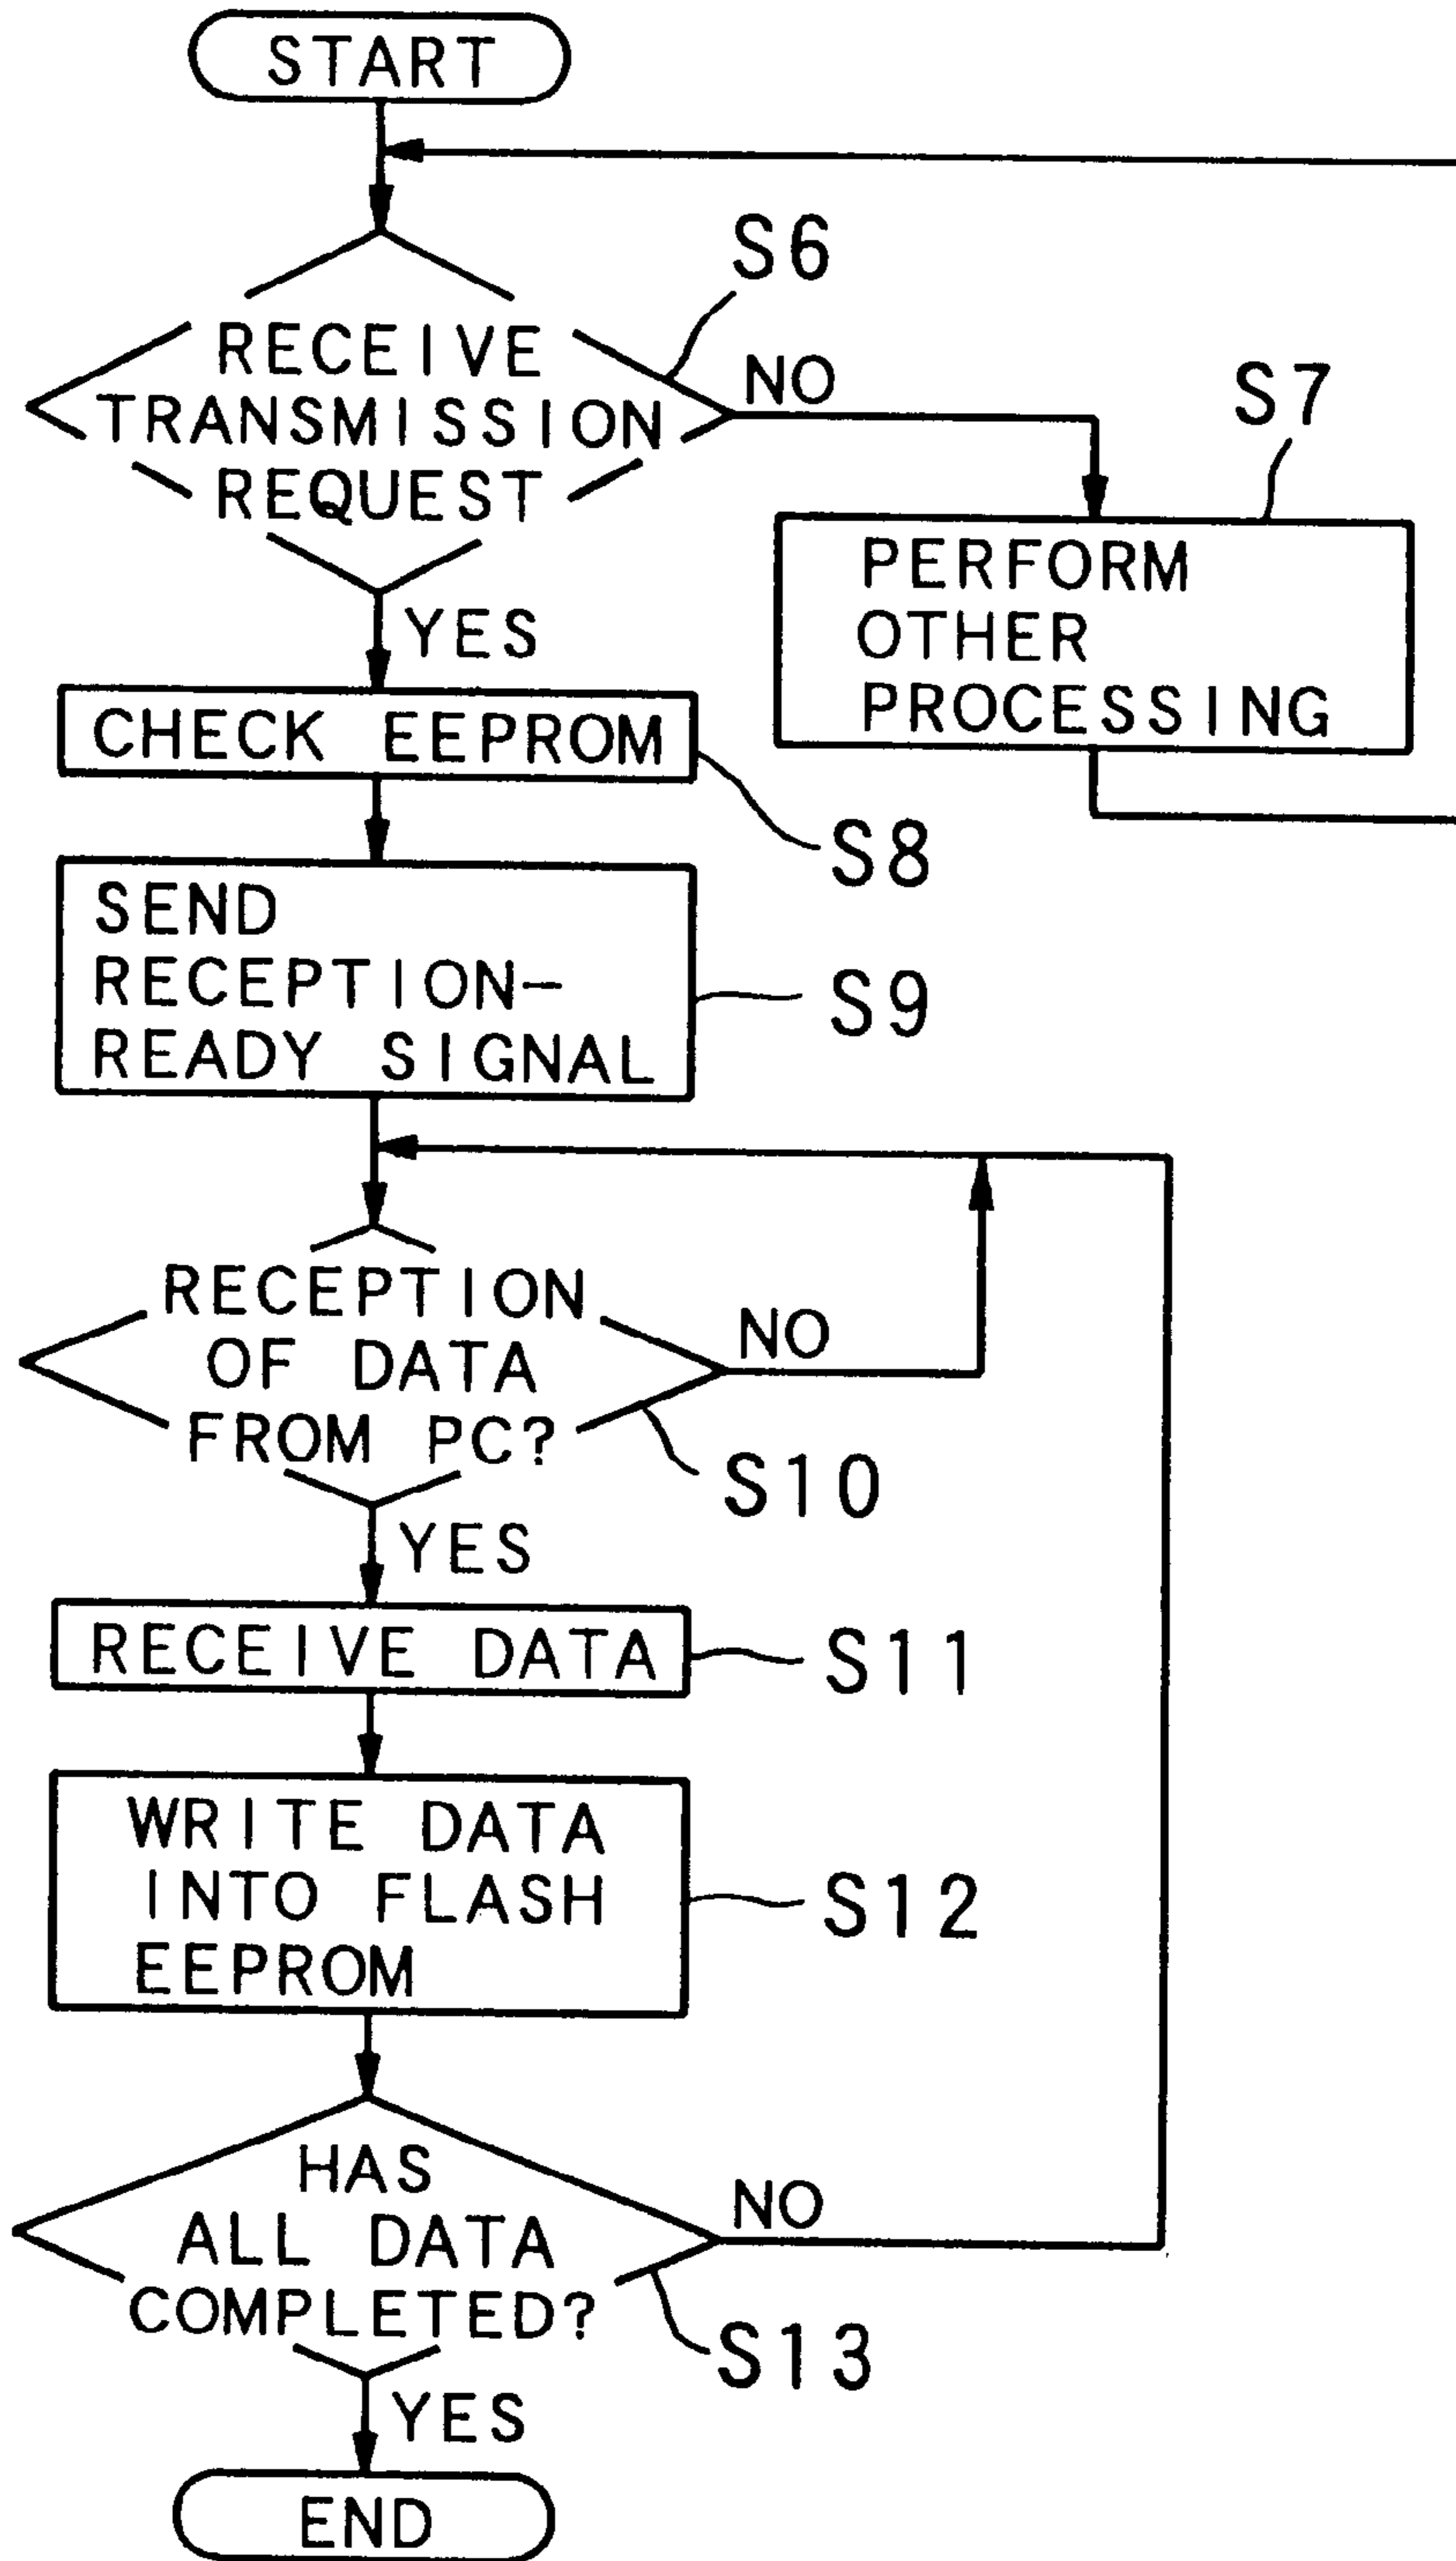 START
S6
RECEIVE
TRANSMISSION
REQUEST
NO
S7
PERFORM
OTHER
PROCESSING
YES
CHECK EEPROM
S8
SEND
RECEPTION-
READY SIGNAL
S9
RECEPTION
OF DATA
FROM PC?
NO
S10
YES
RECEIVE DATA
S11
WRITE DATA
INTO FLASH
EEPROM
S12
HAS
ALL DATA
COMPLETED?
NO
S13
YES
END